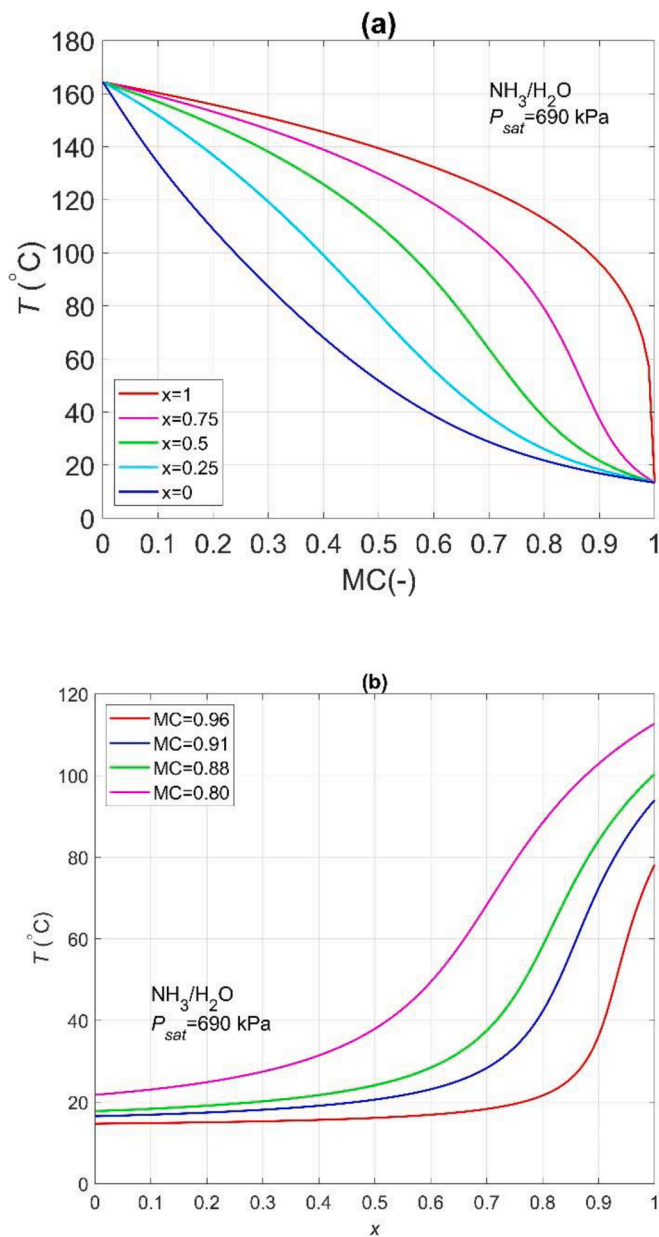 (a)
180
160
140
120
100
80
60
40
20
0
T (°C)
NH₃/H₂O
P_sat=690 kPa
x=1
x=0.75
x=0.5
x=0.25
x=0
0 0.1 0.2 0.3 0.4 0.5 0.6 0.7 0.8 0.9 1
MC(-)
(b)
120
100
80
60
40
20
0
T (°C)
MC=0.96
MC=0.91
MC=0.88
MC=0.80
NH₃/H₂O
P_sat=690 kPa
0 0.1 0.2 0.3 0.4 0.5 0.6 0.7 0.8 0.9 1
x